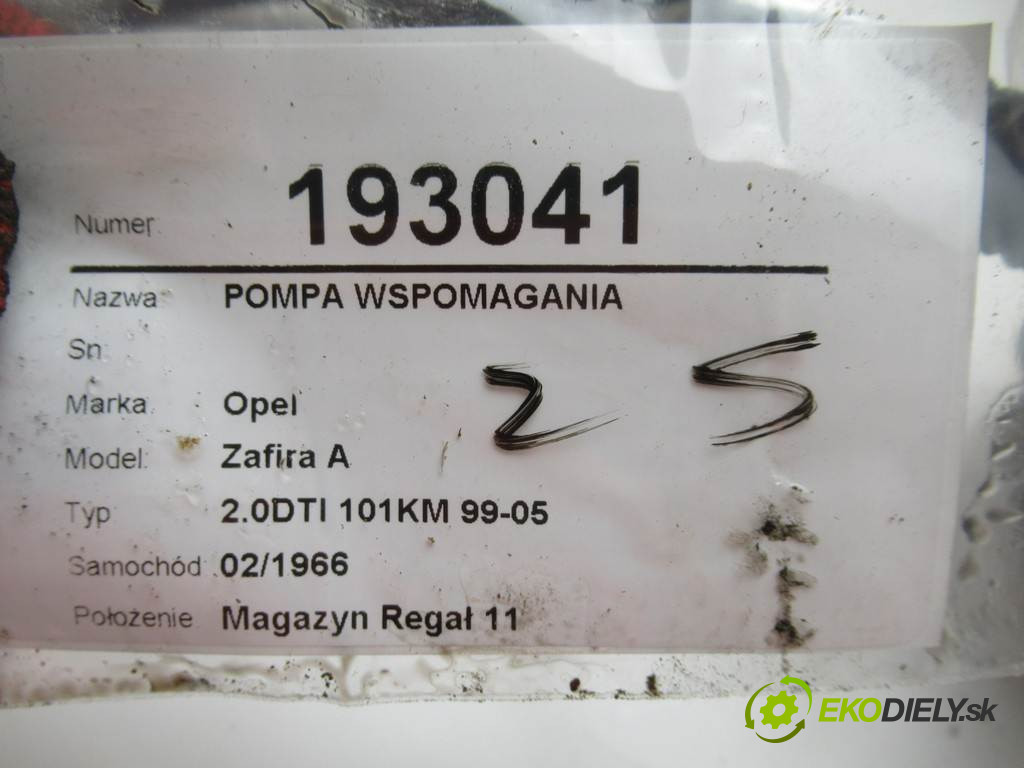 Numer: 193041
Nazwa: POMPA WSPOMAGANIA
Sn:
Marka: Opel
Model: Zafira A
Typ: 2.0DTI 101KM 99-05
Samochód: 02/1966
Położenie: Magazyn Regał 11
25
EKODIELY.sk